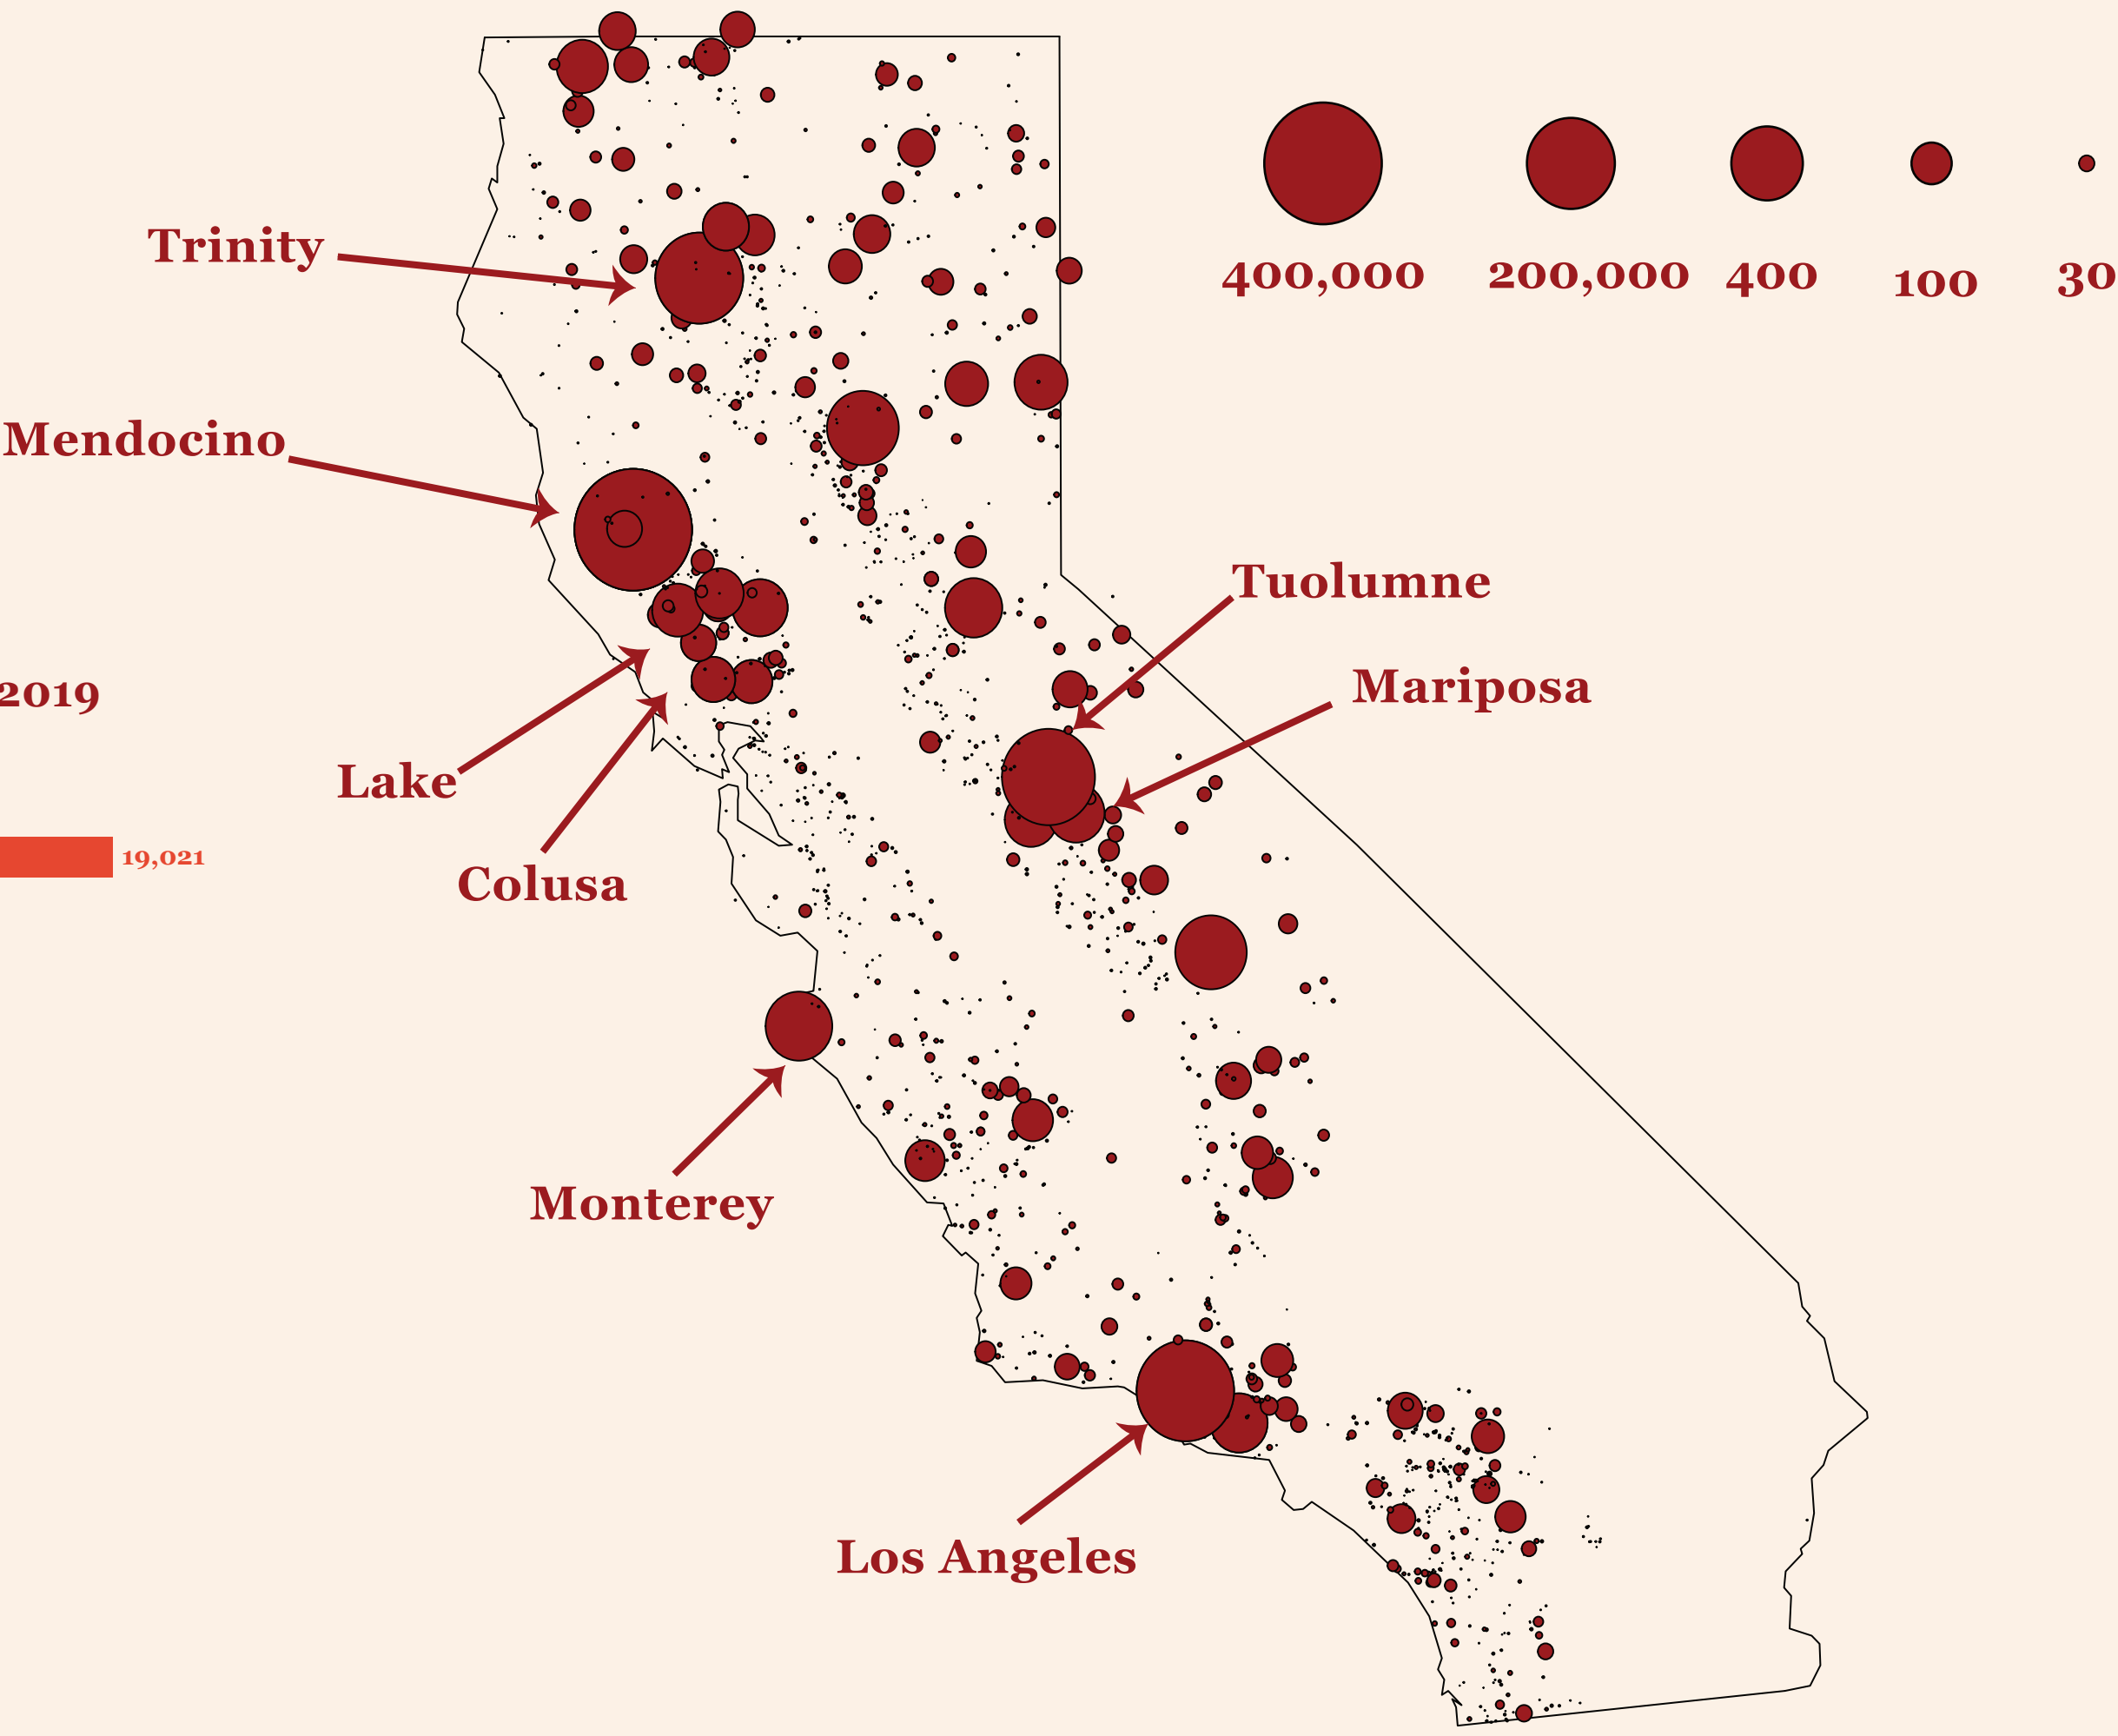 Trinity
400,000 200,000 400 100 30
Mendocino
Tuolumne
Mariposa
2019
Lake
19,021
Colusa
Monterey
Los Angeles